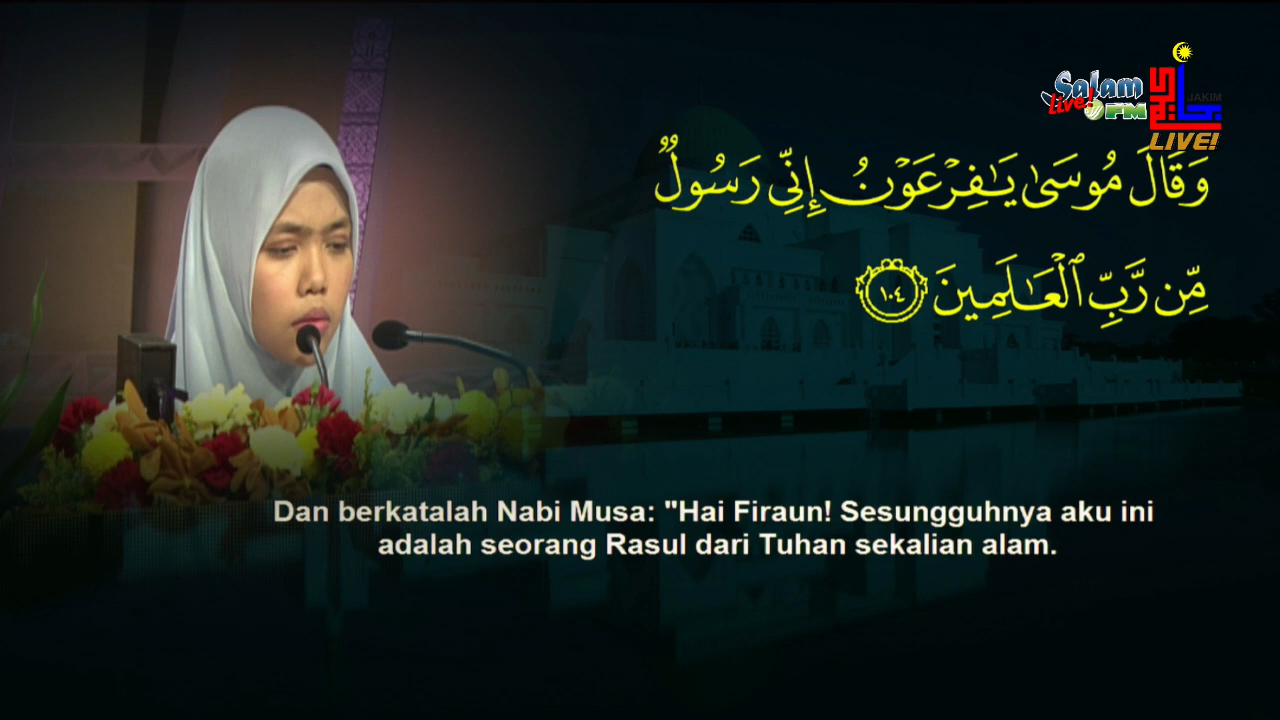 Salam
Live! FM
JAKIM
LIVE!
وَقَالَ مُوسَىٰ يَـٰفِرْعَوْنُ إِنِّى رَسُولٌ
مِّن رَّبِّ ٱلْعَـٰلَمِينَ ١٠٤
Dan berkatalah Nabi Musa: "Hai Firaun! Sesungguhnya aku ini
adalah seorang Rasul dari Tuhan sekalian alam.